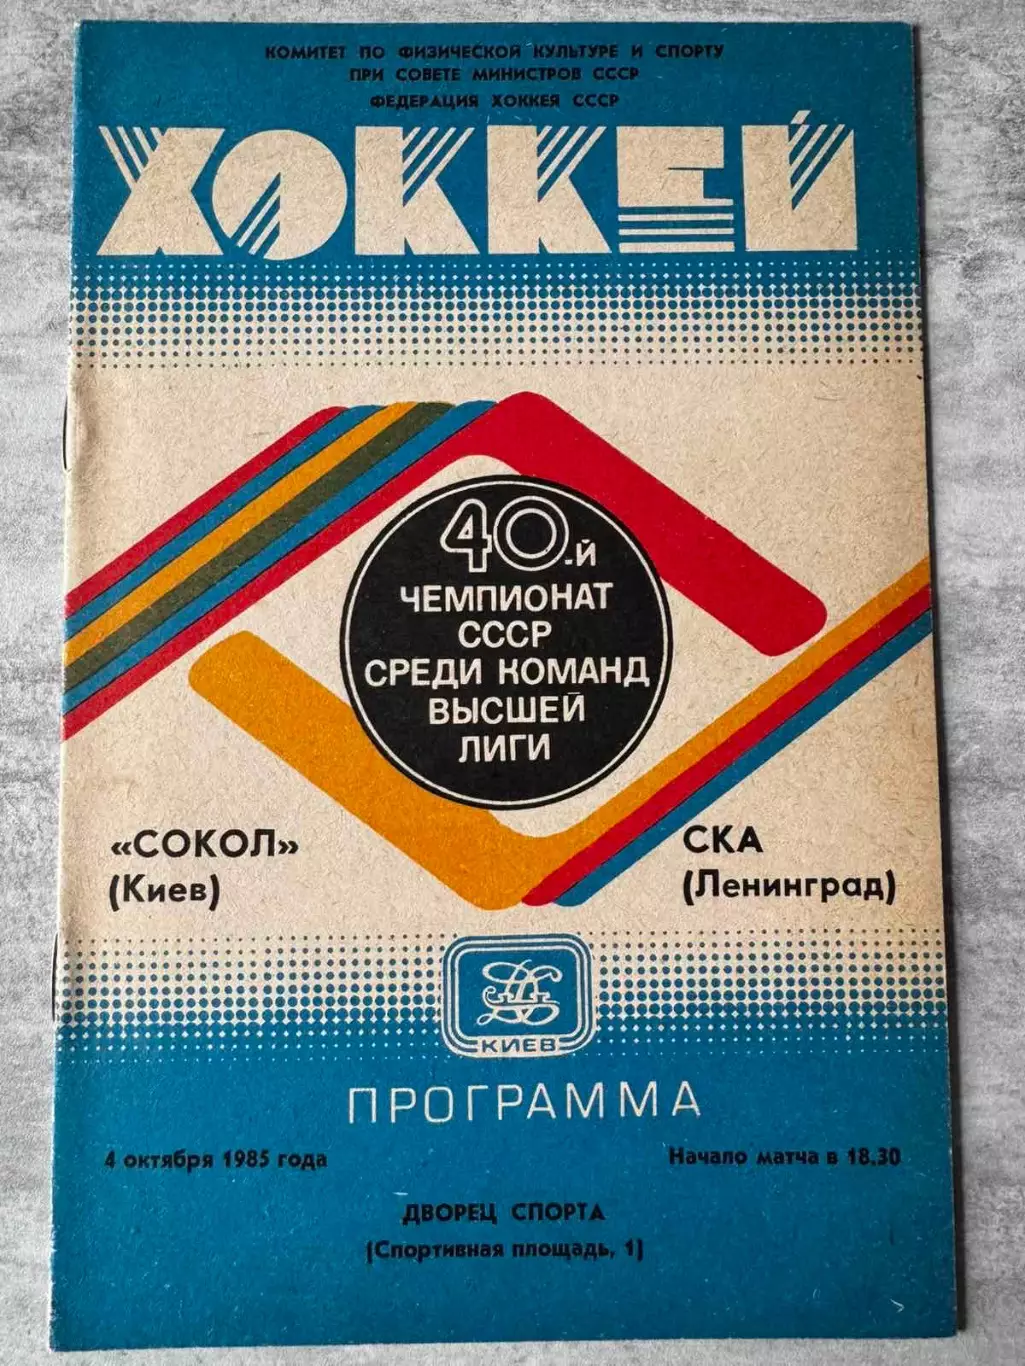 КОМИТЕТ ПО ФИЗИЧЕСКОЙ КУЛЬТУРЕ И СПОРТУ
ПРИ СОВЕТЕ МИНИСТРОВ СССР
ФЕДЕРАЦИЯ ХОККЕЯ СССР
ХОККЕЙ
40-й
ЧЕМПИОНАТ
СССР
СРЕДИ КОМАНД
ВЫСШЕЙ
ЛИГИ
«СОКОЛ»
(Киев)
СКА
(Ленинград)
КИЕВ
ПРОГРАММА
4 октября 1985 года
Начало матча в 18.30
ДВОРЕЦ СПОРТА
(Спортивная площадь, 1)